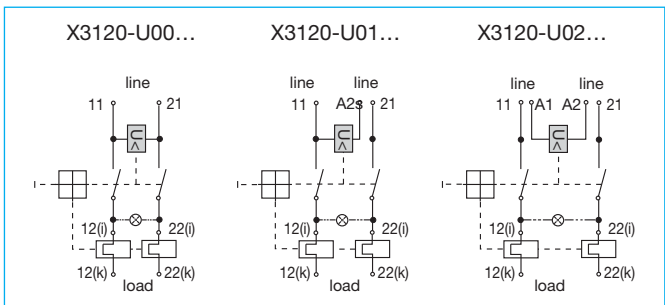 X3120-U00... X3120-U01... X3120-U02...
line line line line line
11 21 11 A2s 21 11 A1 A2 21
U< U< U<
12(i) 22(i) 12(i) 22(i) 12(i) 22(i)
12(k) 22(k) 12(k) 22(k) 12(k) 22(k)
load load load